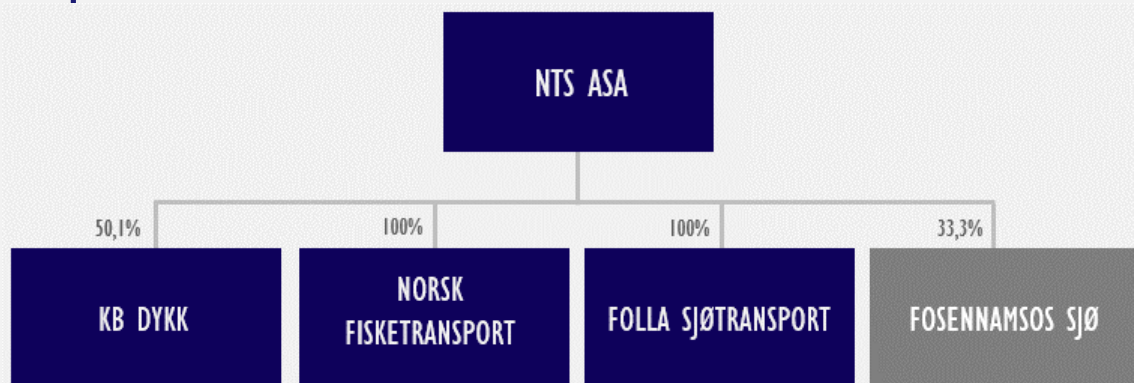 NTS ASA
50,1%
100%
100%
33,3%
KB DYKK
NORSK
FISKETRANSPORT
FOLLA SJØTRANSPORT
FOSENNAMSOS SJØ